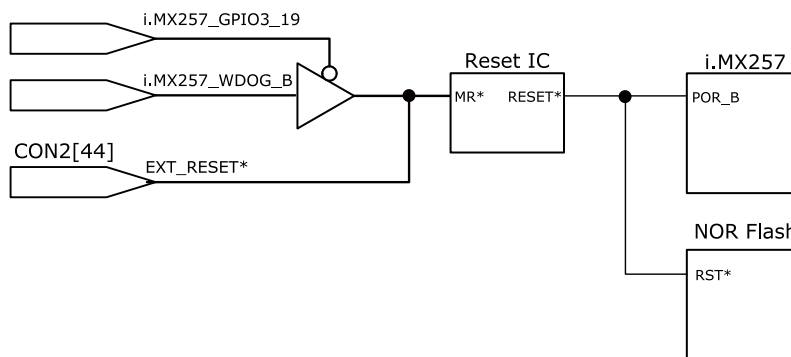 i.MX257_GPIO3_19
Reset IC
i.MX257
i.MX257_WDOG_B
MR*
RESET*
POR_B
CON2[44]
EXT_RESET*
NOR Flash
RST*